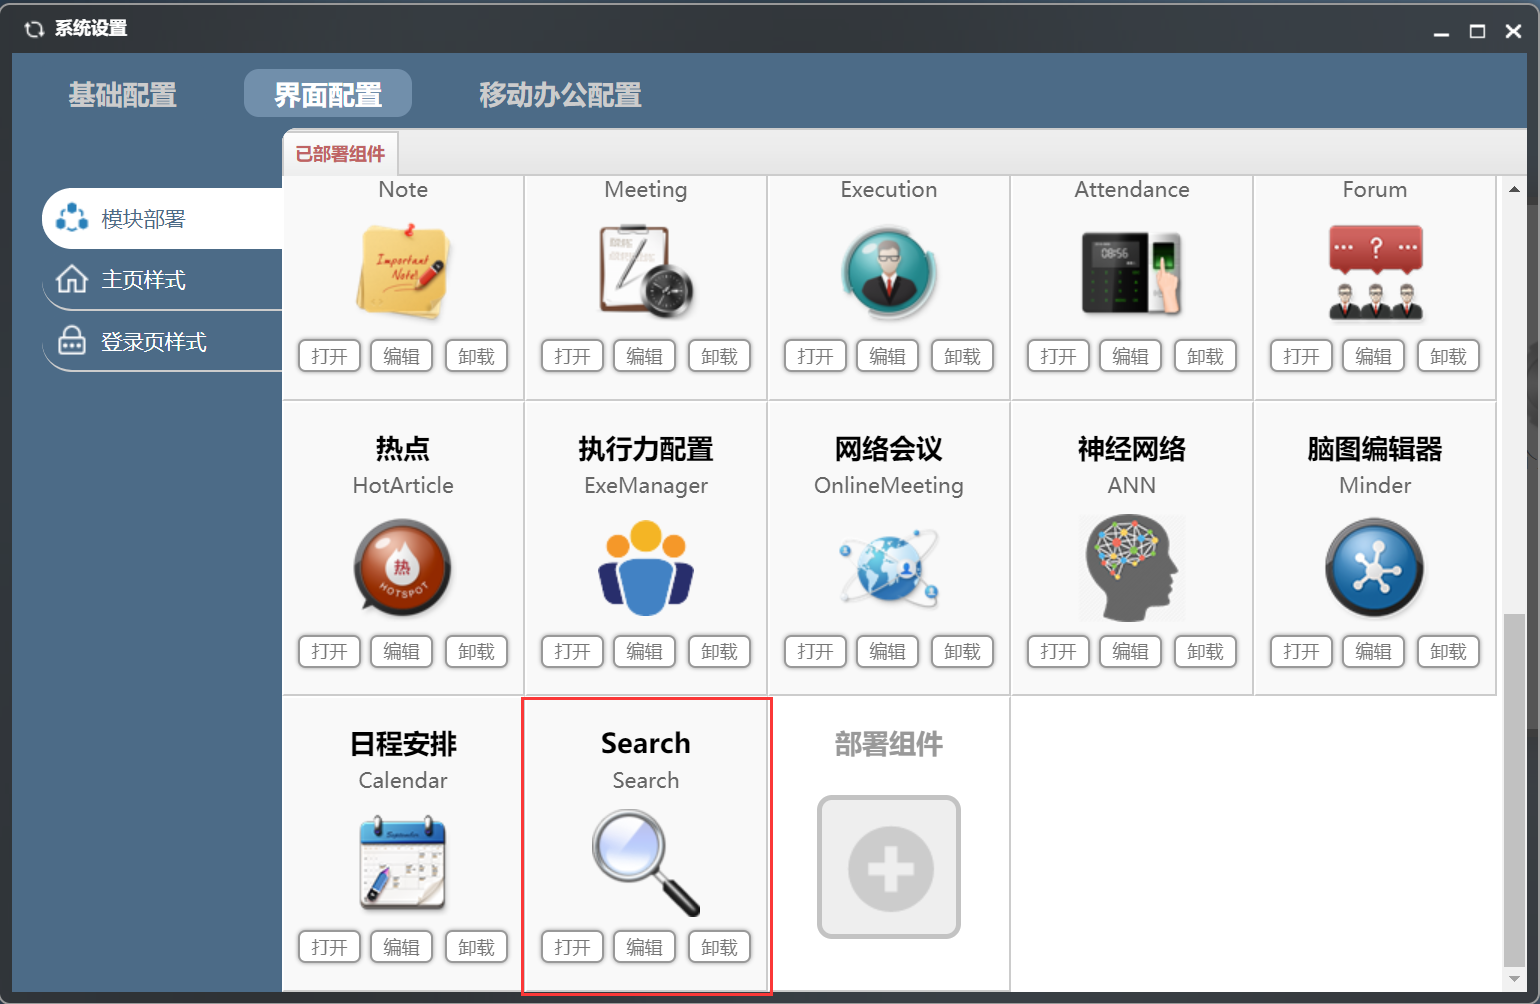 系统设置
基础配置
界面配置
移动办公配置
已部署组件
模块部署
主页样式
登录页样式
Note
Meeting
Execution
Attendance
Forum
Important
Note!
08:56
?
打开 编辑 卸载
打开 编辑 卸载
打开 编辑 卸载
打开 编辑 卸载
打开 编辑 卸载
热点
执行力配置
网络会议
神经网络
脑图编辑器
HotArticle
ExeManager
OnlineMeeting
ANN
Minder
热
HOTSPOT
打开 编辑 卸载
打开 编辑 卸载
打开 编辑 卸载
打开 编辑 卸载
打开 编辑 卸载
日程安排
Search
部署组件
Calendar
Search
September
打开 编辑 卸载
打开 编辑 卸载